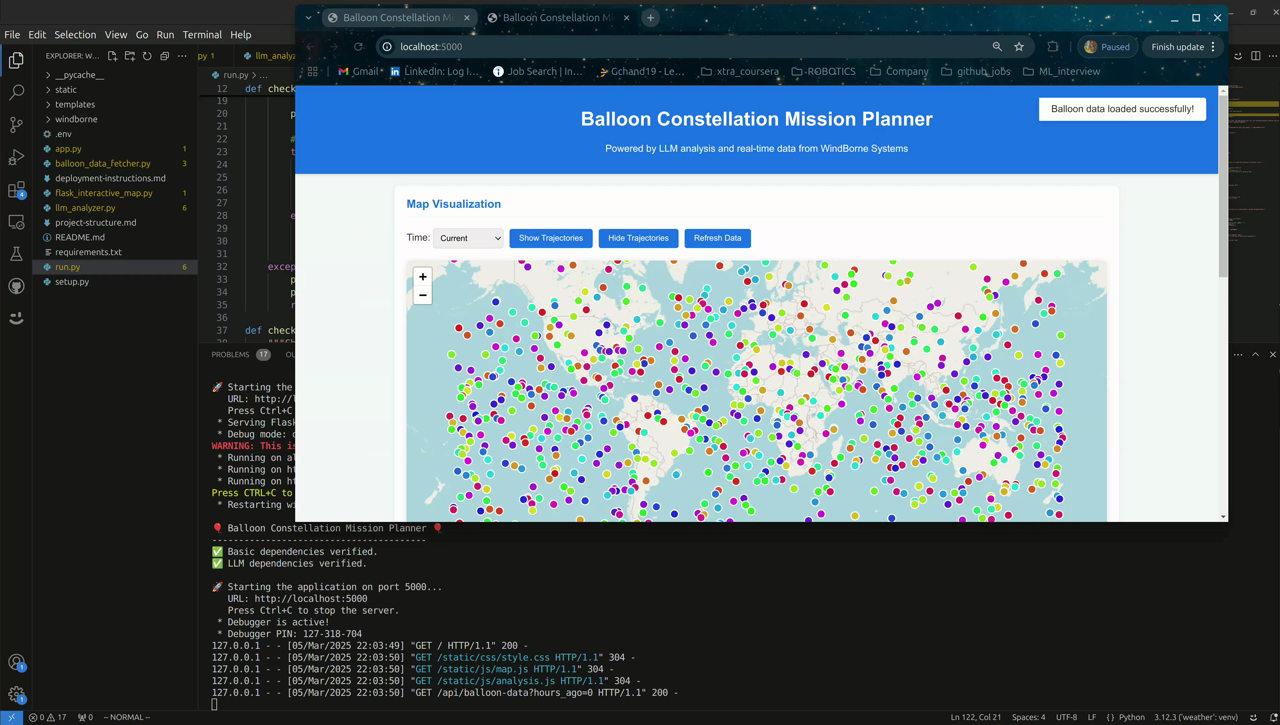 Balloon Constellation M
Balloon Constellation M
File Edit Selection View Go Run Terminal Help
localhost:5000
Paused
Finish update
EXPLORER: W...
py 1
llm_analyz
Gmail
LinkedIn: Log I...
Job Search | In...
Gchand19 - Le...
xtra_coursera
-ROBOTICS
Company
github_jobs
ML_interview
__pycache__
static
templates
windborne
.env
app.py 1
balloon_data_fetcher.py 3
deployment-instructions.md
flask_interactive_map.py 1
llm_analyzer.py 6
project-structure.md
README.md
requirements.txt
run.py 6
setup.py
run.py > ...
12 def check
19
20 p
21 #
22 t
23
24
25
26
28 e
29
30
31
32 excep
33 p
34 p
35 r
36
37 def check
38
Balloon Constellation Mission Planner
Powered by LLM analysis and real-time data from WindBorne Systems
Balloon data loaded successfully!
Map Visualization
Time: Current Show Trajectories Hide Trajectories Refresh Data
+
−
PROBLEMS 17 OU
🚀 Starting the
URL: http://l
Press Ctrl+C
* Serving Flask
* Debug mode: o
WARNING: This is
* Running on al
* Running on ht
* Running on ht
Press CTRL+C to
* Restarting wi
🎈 Balloon Constellation Mission Planner 🎈
----------------------------------------
✅ Basic dependencies verified.
✅ LLM dependencies verified.
🚀 Starting the application on port 5000...
URL: http://localhost:5000
Press Ctrl+C to stop the server.
* Debugger is active!
* Debugger PIN: 127-318-704
127.0.0.1 - - [05/Mar/2025 22:03:49] "GET / HTTP/1.1" 200 -
127.0.0.1 - - [05/Mar/2025 22:03:50] "GET /static/css/style.css HTTP/1.1" 304 -
127.0.0.1 - - [05/Mar/2025 22:03:50] "GET /static/js/map.js HTTP/1.1" 304 -
127.0.0.1 - - [05/Mar/2025 22:03:50] "GET /static/js/analysis.js HTTP/1.1" 304 -
127.0.0.1 - - [05/Mar/2025 22:03:50] "GET /api/balloon-data?hours_ago=0 HTTP/1.1" 200 -
0 17 0 -- NORMAL -- Ln 122, Col 21 Spaces: 4 UTF-8 LF Python 3.12.3 ('weather': venv)